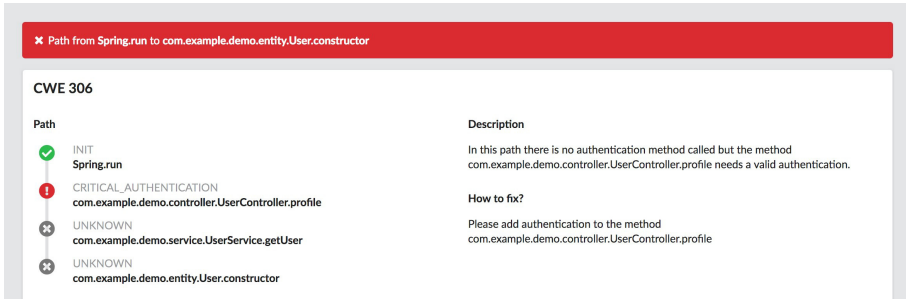 Path from Spring.run to com.example.demo.entity.User.constructor
CWE 306
Path
INIT
Spring.run
CRITICAL_AUTHENTICATION
com.example.demo.controller.UserController.profile
UNKNOWN
com.example.demo.service.UserService.getUser
UNKNOWN
com.example.demo.entity.User.constructor
Description
In this path there is no authentication method called but the method
com.example.demo.controller.UserController.profile needs a valid authentication.
How to fix?
Please add authentication to the method
com.example.demo.controller.UserController.profile